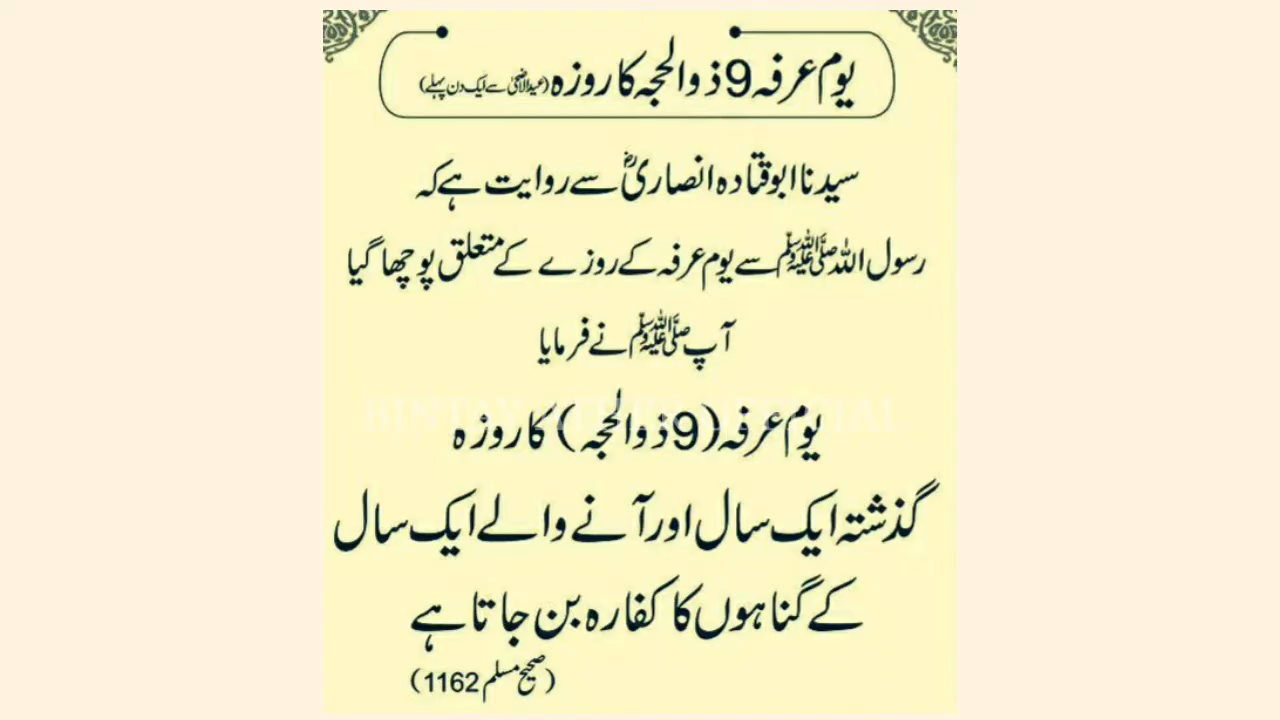 یوم عرفہ 9 ذوالحجہ کا روزہ (عیدالاضحیٰ سے ایک دن پہلے)
سیدنا ابوقتادہ انصاریؓ سے روایت ہے کہ
رسول اللہ ﷺ سے یوم عرفہ کے روزے کے متعلق پوچھا گیا
آپ ﷺ نے فرمایا
یوم عرفہ (9 ذوالحجہ) کا روزہ
گذشتہ ایک سال اور آنے والے ایک سال
کے گناہوں کا کفارہ بن جاتا ہے
(صحیح مسلم 1162)